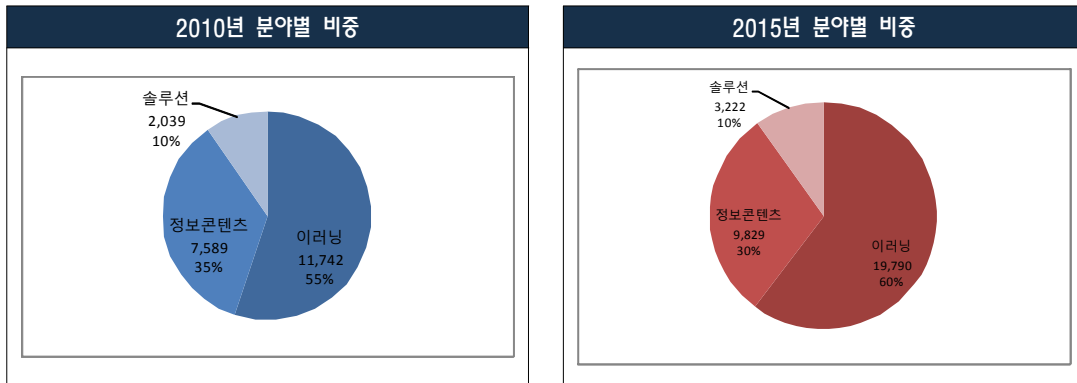 2010년 분야별 비중
솔루션
2,039
10%
정보콘텐츠
7,589
35%
이러닝
11,742
55%
2015년 분야별 비중
솔루션
3,222
10%
정보콘텐츠
9,829
30%
이러닝
19,790
60%